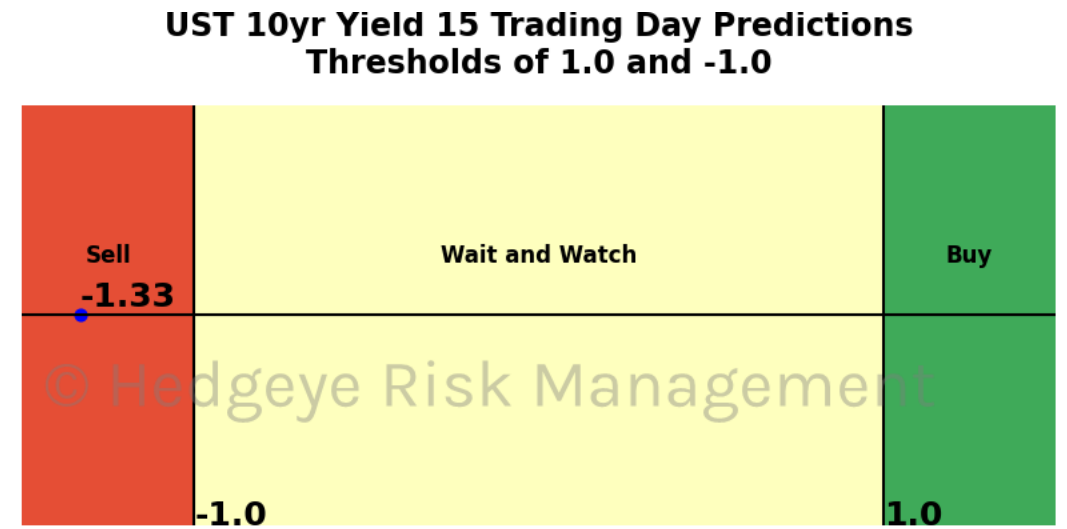 UST 10yr Yield 15 Trading Day Predictions
Thresholds of 1.0 and -1.0
Sell
Wait and Watch
Buy
-1.33
© Hedgeye Risk Management
-1.0
1.0